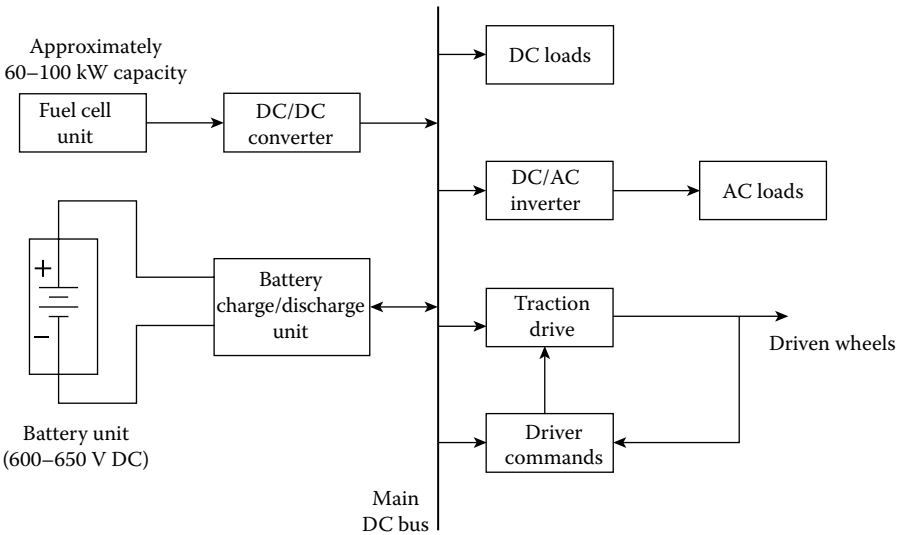 Approximately
60–100 kW capacity
Fuel cell
unit
DC/DC
converter
DC loads
DC/AC
inverter
AC loads
+
−
Battery
charge/discharge
unit
Traction
drive
Driven wheels
Battery unit
(600–650 V DC)
Driver
commands
Main
DC bus